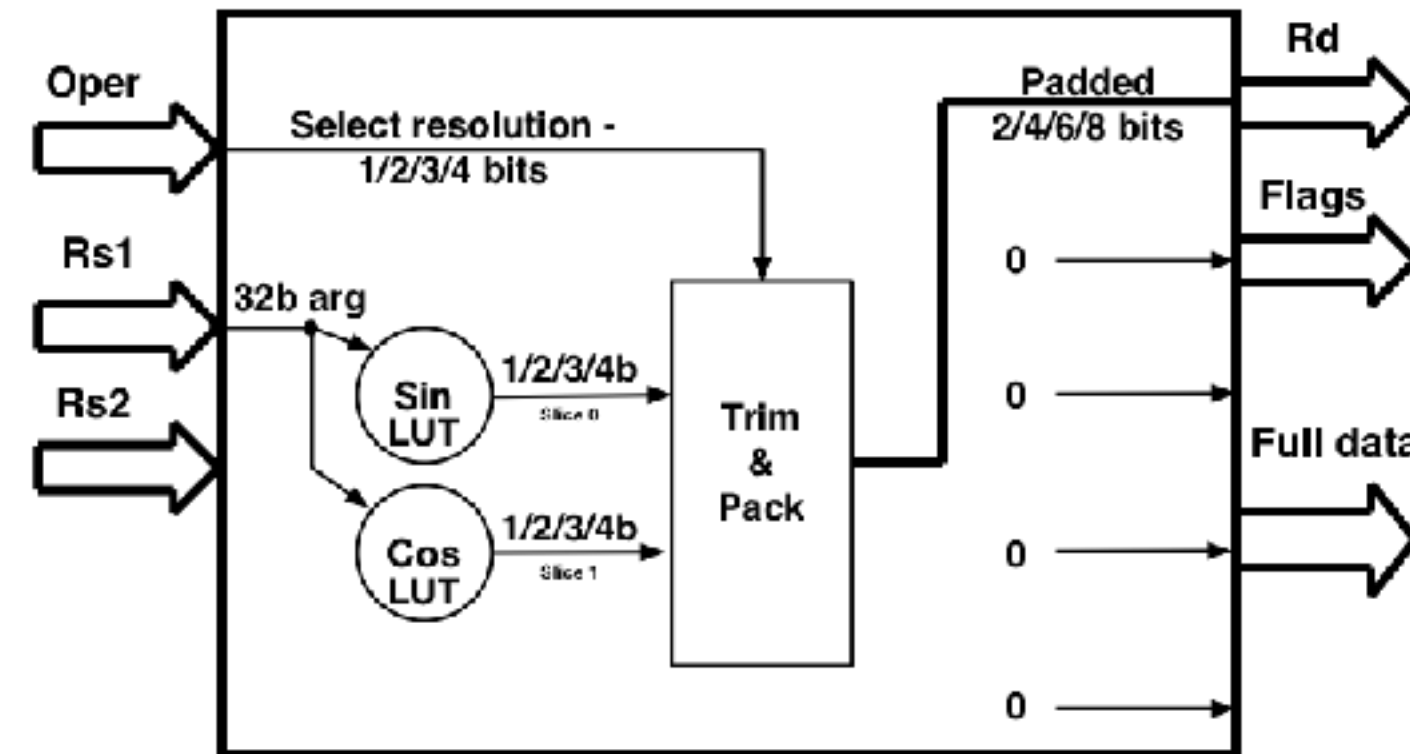 Rd
Oper
Padded
2/4/6/8 bits
Select resolution -
1/2/3/4 bits
Flags
Rs1
0
32b arg
Rs2
1/2/3/4b
Slice 0
Sin
LUT
0
Trim
&
Pack
Full data
1/2/3/4b
Slice 1
Cos
LUT
0
0